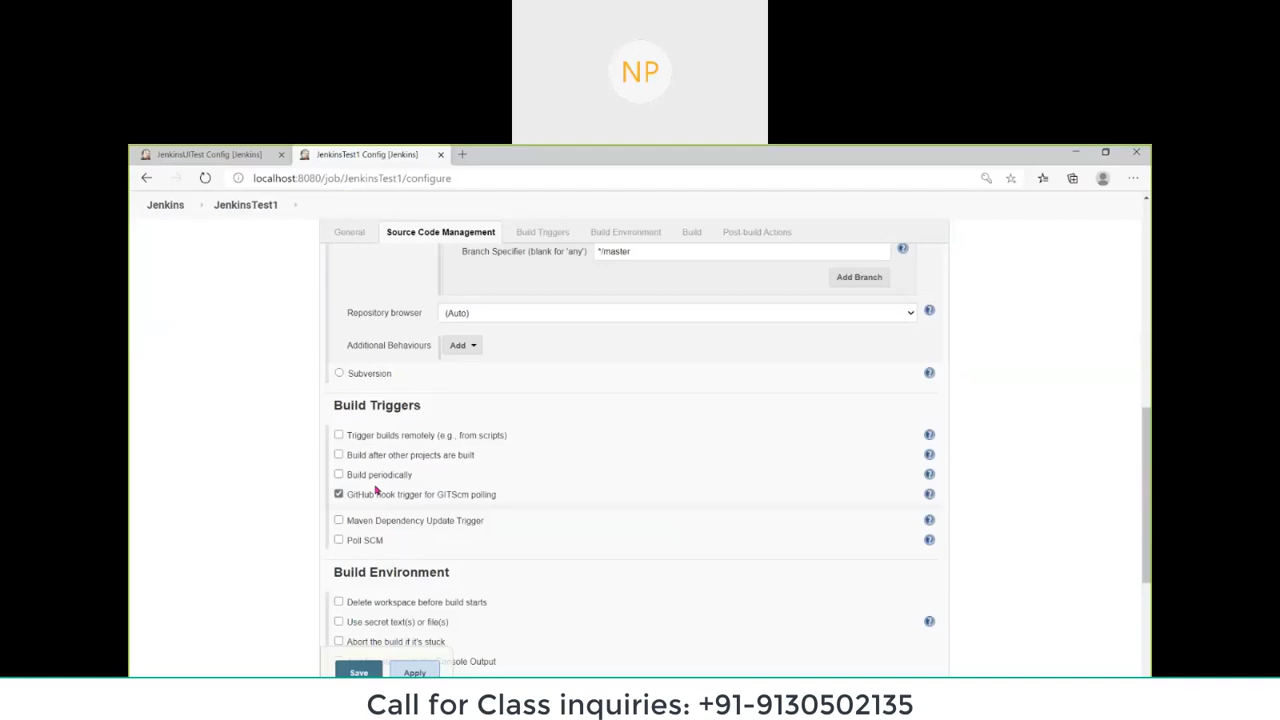 NP
JenkinsUITest Config [Jenkins]
JenkinsTest1 Config [Jenkins]
localhost:8080/job/JenkinsTest1/configure
Jenkins
JenkinsTest1
General
Source Code Management
Build Triggers
Build Environment
Build
Post-build Actions
Branch Specifier (blank for 'any')
*/master
Add Branch
Repository browser
(Auto)
Additional Behaviours
Add
Subversion
Build Triggers
Trigger builds remotely (e.g., from scripts)
Build after other projects are built
Build periodically
GitHub hook trigger for GITScm polling
Maven Dependency Update Trigger
Poll SCM
Build Environment
Delete workspace before build starts
Use secret text(s) or file(s)
Abort the build if it's stuck
Console Output
Save
Apply
Call for Class inquiries: +91-9130502135